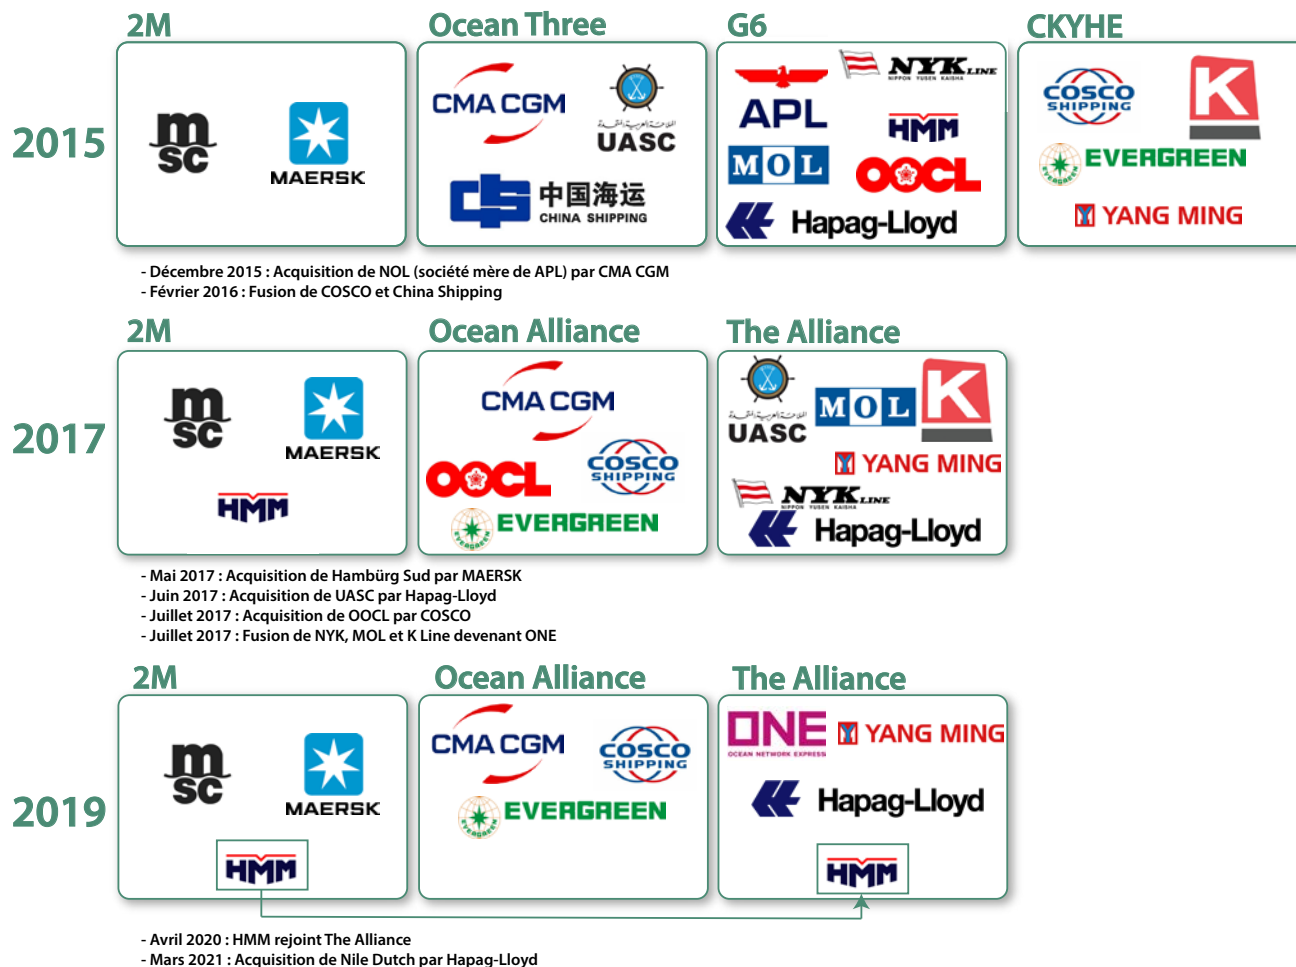 2M
Ocean Three
G6
CKYHE
2015
msc
MAERSK
CMA CGM
UASC
中国海运
CHINA SHIPPING
APL
NYK LINE
NIPPON YUSEN KAISHA
HMM
MOL
OOCL
Hapag-Lloyd
COSCO
SHIPPING
K
EVERGREEN
YANG MING
- Décembre 2015 : Acquisition de NOL (société mère de APL) par CMA CGM
- Février 2016 : Fusion de COSCO et China Shipping
2M
Ocean Alliance
The Alliance
2017
msc
MAERSK
HMM
CMA CGM
OOCL
COSCO
SHIPPING
EVERGREEN
UASC
MOL
K
YANG MING
NYK LINE
NIPPON YUSEN KAISHA
Hapag-Lloyd
- Mai 2017 : Acquisition de Hambürg Sud par MAERSK
- Juin 2017 : Acquisition de UASC par Hapag-Lloyd
- Juillet 2017 : Acquisition de OOCL par COSCO
- Juillet 2017 : Fusion de NYK, MOL et K Line devenant ONE
2M
Ocean Alliance
The Alliance
2019
msc
MAERSK
HMM
CMA CGM
COSCO
SHIPPING
EVERGREEN
ONE
OCEAN NETWORK EXPRESS
YANG MING
Hapag-Lloyd
HMM
- Avril 2020 : HMM rejoint The Alliance
- Mars 2021 : Acquisition de Nile Dutch par Hapag-Lloyd